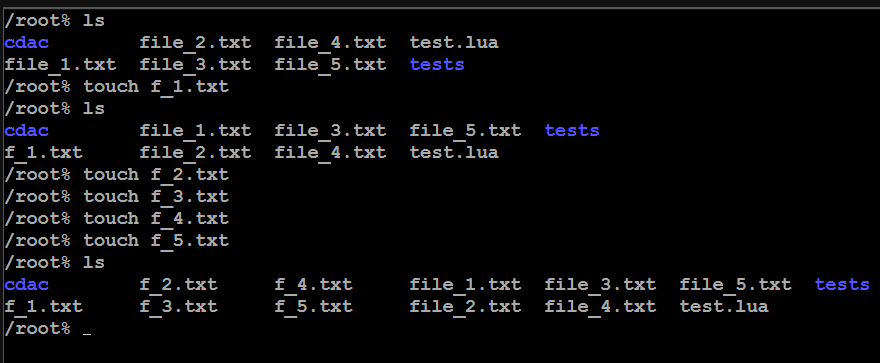 /root% ls
cdac        file_2.txt  file_4.txt  test.lua
file_1.txt  file_3.txt  file_5.txt  tests
/root% touch f_1.txt
/root% ls
cdac        file_1.txt  file_3.txt  file_5.txt  tests
f_1.txt     file_2.txt  file_4.txt  test.lua
/root% touch f_2.txt
/root% touch f_3.txt
/root% touch f_4.txt
/root% touch f_5.txt
/root% ls
cdac        f_2.txt     f_4.txt     file_1.txt  file_3.txt  file_5.txt  tests
f_1.txt     f_3.txt     f_5.txt     file_2.txt  file_4.txt  test.lua
/root% _